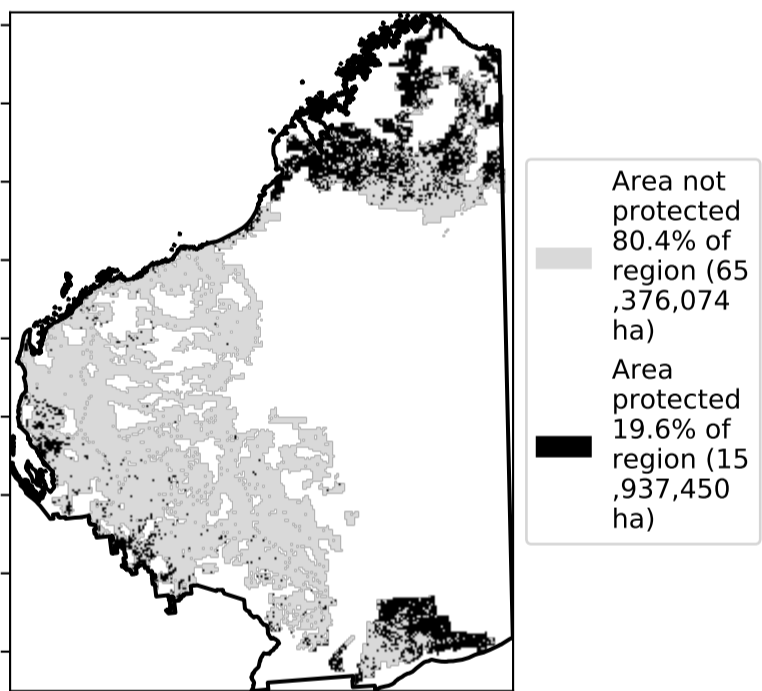 Area not
protected
80.4% of
region (65
,376,074
ha)
Area
protected
19.6% of
region (15
,937,450
ha)